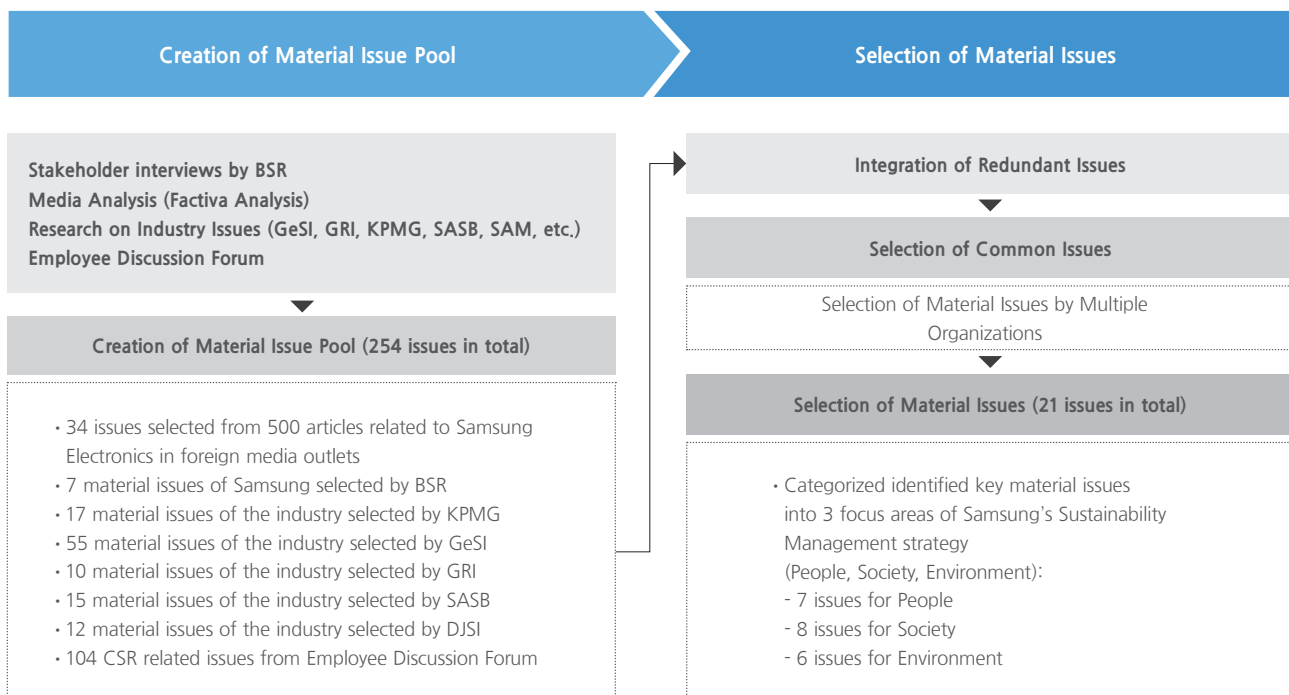 Creation of Material Issue Pool
Selection of Material Issues
Stakeholder interviews by BSR
Media Analysis (Factiva Analysis)
Research on Industry Issues (GeSI, GRI, KPMG, SASB, SAM, etc.)
Employee Discussion Forum
Creation of Material Issue Pool (254 issues in total)
• 34 issues selected from 500 articles related to Samsung
Electronics in foreign media outlets
• 7 material issues of Samsung selected by BSR
• 17 material issues of the industry selected by KPMG
• 55 material issues of the industry selected by GeSI
• 10 material issues of the industry selected by GRI
• 15 material issues of the industry selected by SASB
• 12 material issues of the industry selected by DJSI
• 104 CSR related issues from Employee Discussion Forum
Integration of Redundant Issues
Selection of Common Issues
Selection of Material Issues by Multiple
Organizations
Selection of Material Issues (21 issues in total)
• Categorized identified key material issues
into 3 focus areas of Samsung's Sustainability
Management strategy
(People, Society, Environment):
- 7 issues for People
- 8 issues for Society
- 6 issues for Environment